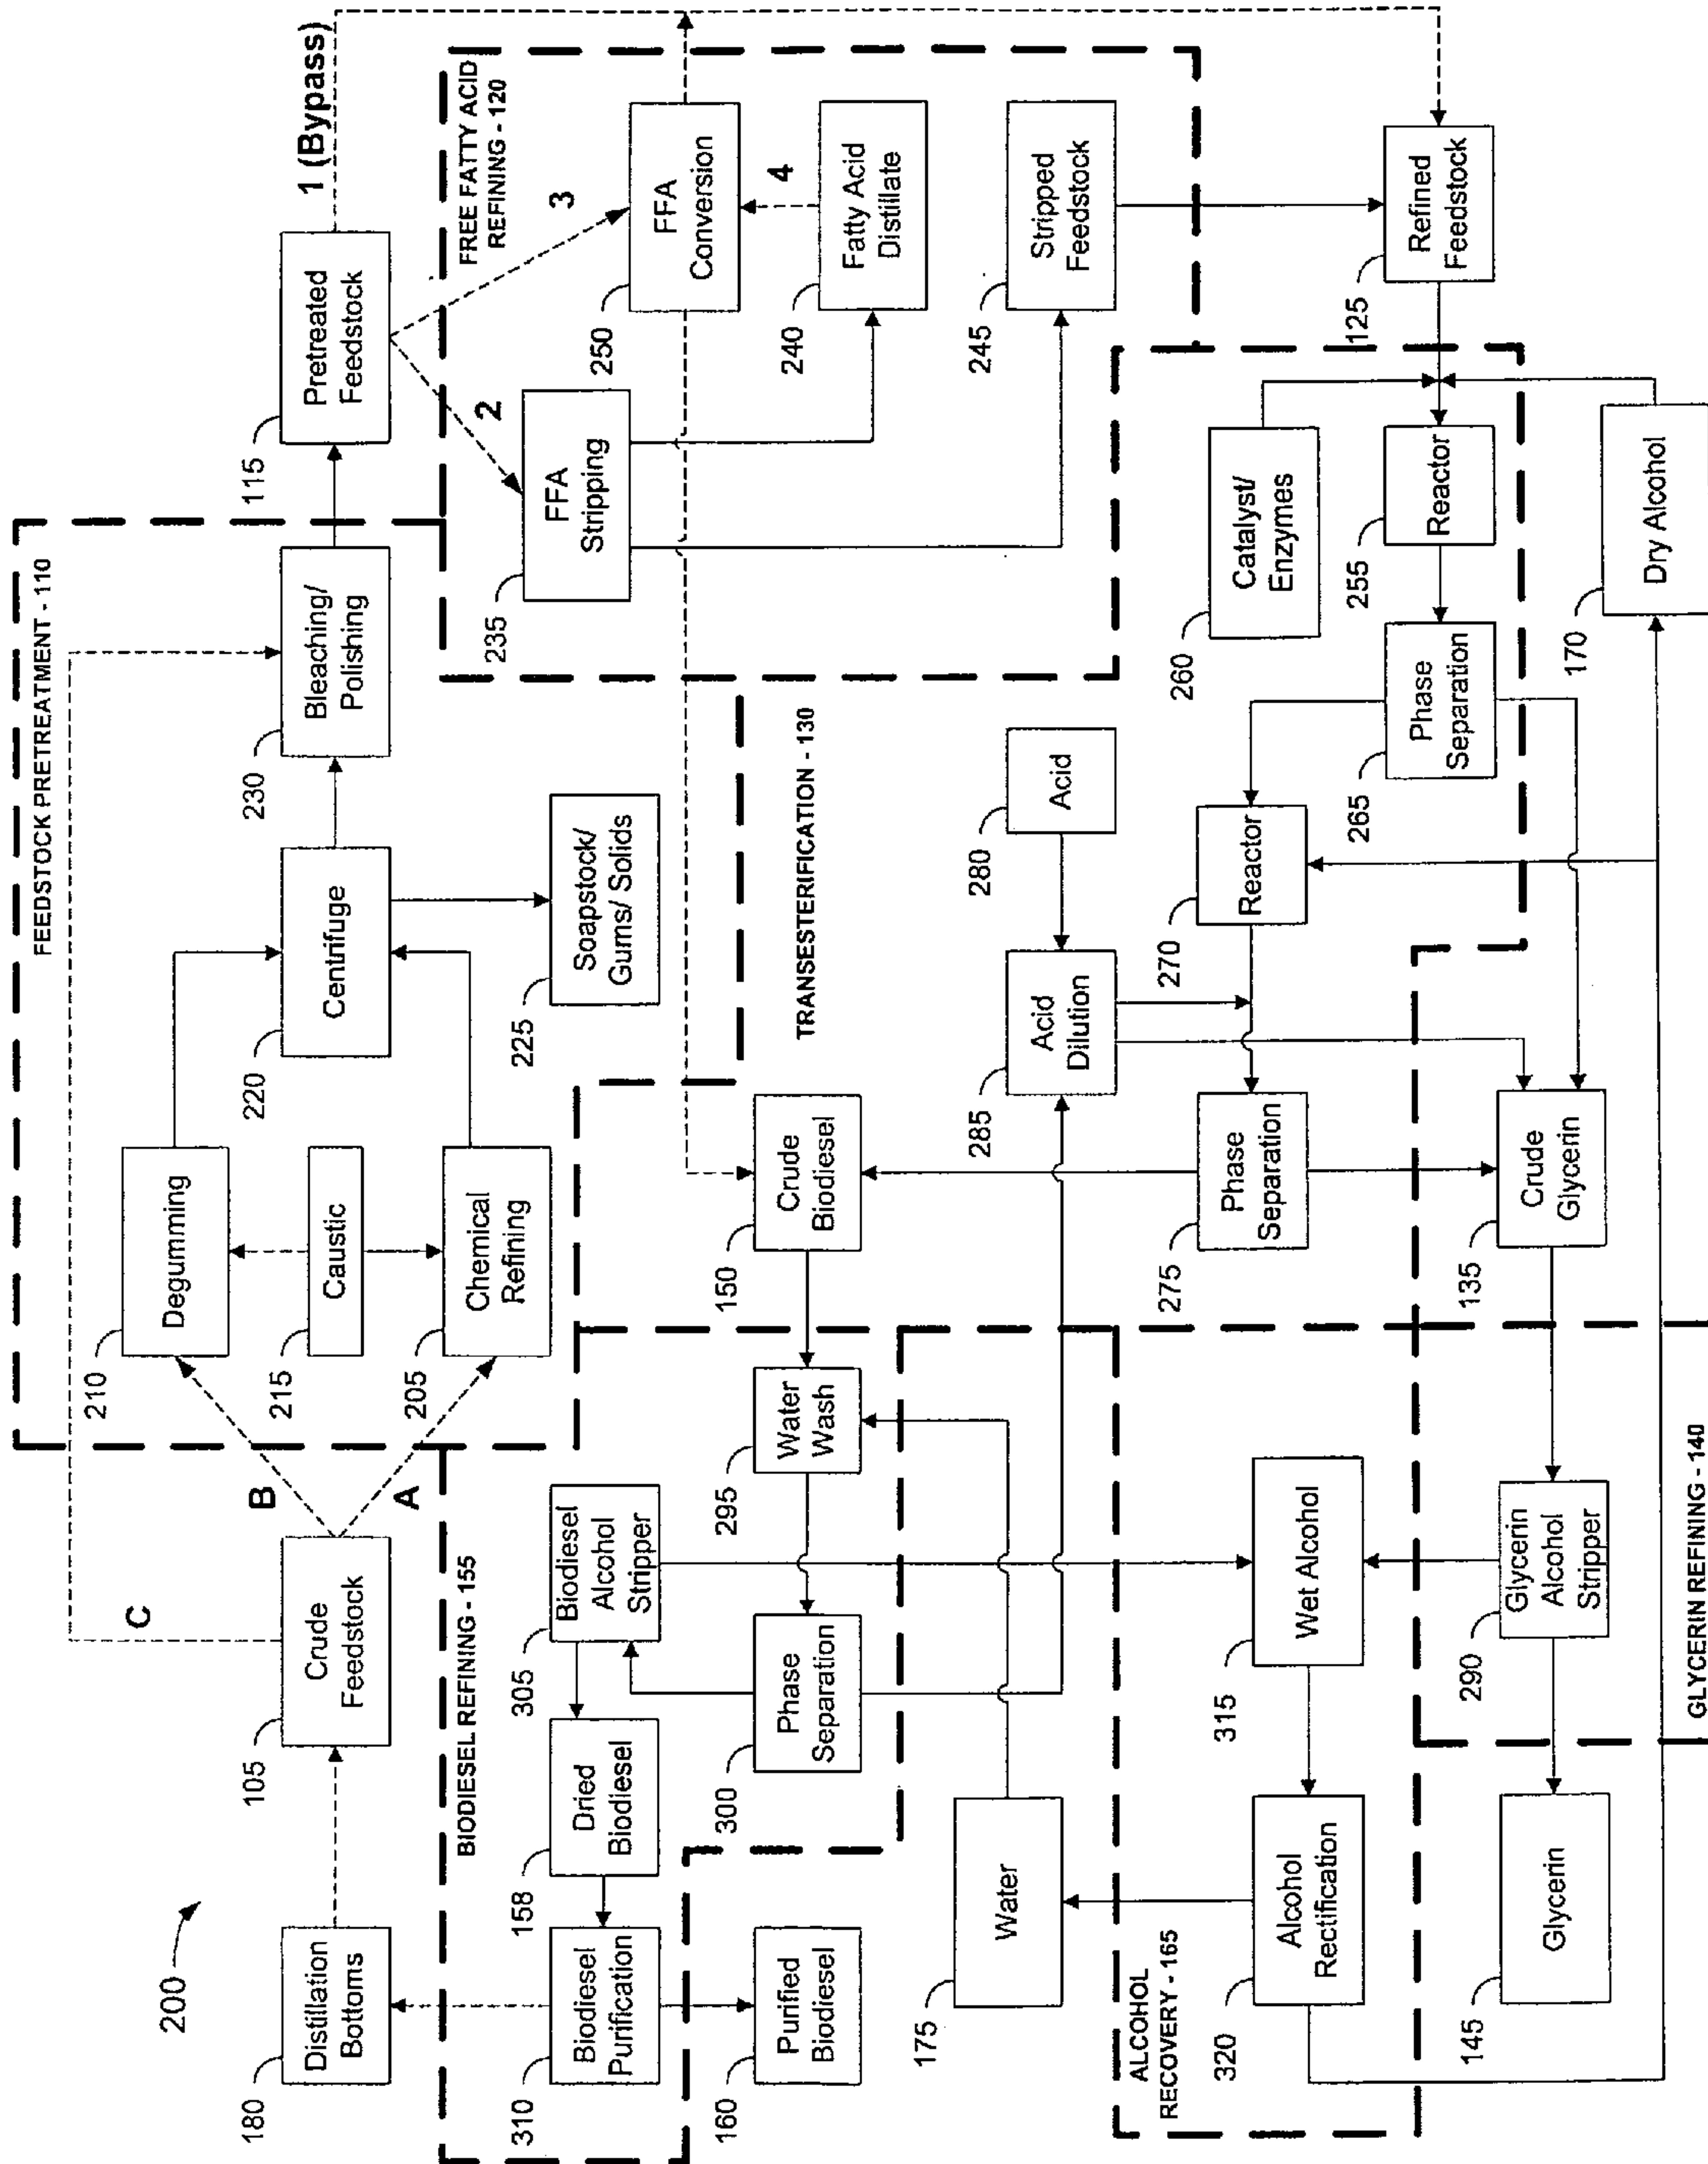 200
FEEDSTOCK PRETREATMENT - 110
C
B
A
210
Degumming
215
Caustic
205
Chemical
Refining
180
Distillation
Bottoms
105
Crude
Feedstock
220
Centrifuge
225
Soapstock/
Gums/ Solids
230
Bleaching/
Polishing
115
Pretreated
Feedstock
1 (Bypass)
2
3
FREE FATTY ACID
REFINING - 120
235
FFA
Stripping
250
FFA
Conversion
4
240
Fatty Acid
Distillate
245
Stripped
Feedstock
BIODIESEL REFINING - 155
310
Biodiesel
Purification
158
Dried
Biodiesel
305
Biodiesel
Alcohol
Stripper
160
Purified
Biodiesel
300
Phase
Separation
295
Water
Wash
150
Crude
Biodiesel
TRANSESTERIFICATION - 130
175
Water
285
Acid
Dilution
280
Acid
ALCOHOL
RECOVERY - 165
320
Alcohol
Rectification
315
Wet Alcohol
275
Phase
Separation
270
Reactor
260
Catalyst/
Enzymes
265
Phase
Separation
255
Reactor
125
Refined
Feedstock
145
Glycerin
290
Glycerin
Alcohol
Stripper
135
Crude
Glycerin
170
Dry Alcohol
GLYCERIN REFINING - 140